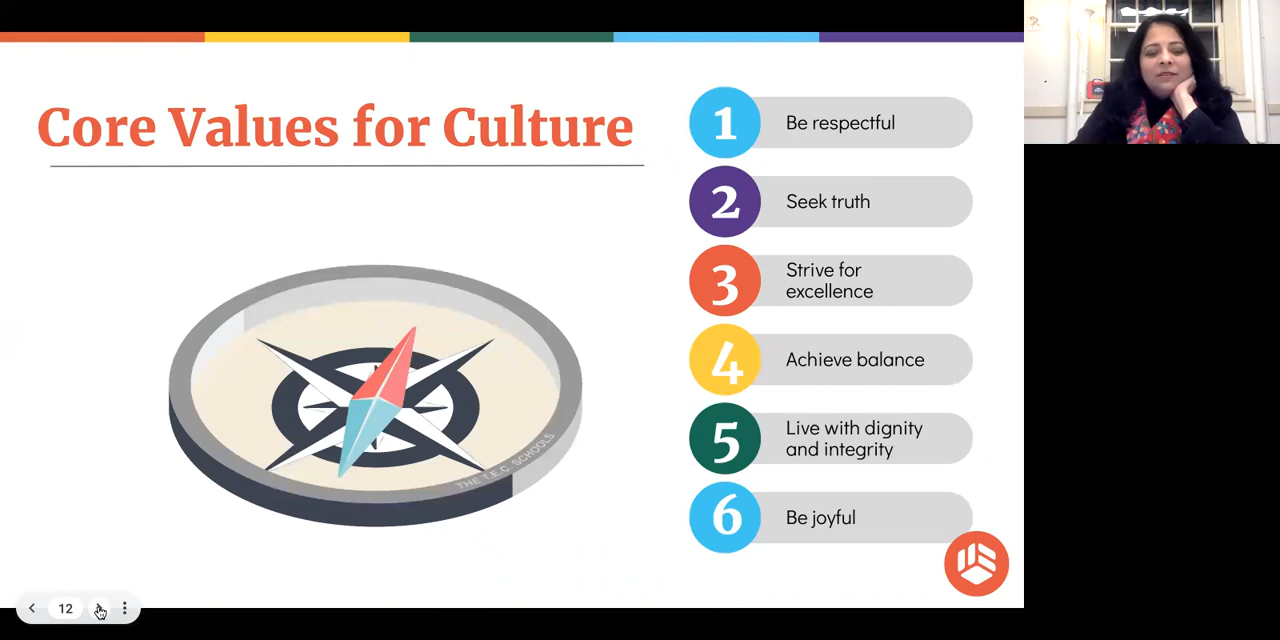 Core Values for Culture
1
Be respectful
2
Seek truth
3
Strive for
excellence
4
Achieve balance
5
Live with dignity
and integrity
6
Be joyful
THE T.E.C. SCHOOLS
12